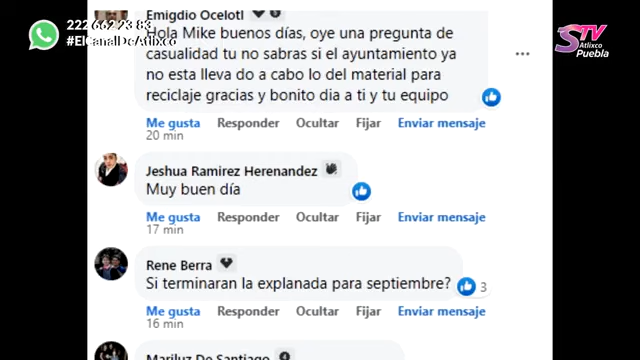 222 662 23 83
#ElCanalDeAtlixco
STV
Atlixco
Puebla
Emigdio Ocelotl
Hola Mike buenos días, oye una pregunta de
casualidad tu no sabras si el ayuntamiento ya
no esta lleva do a cabo lo del material para
reciclaje gracias y bonito dia a ti y tu equipo
Me gusta Responder Ocultar Fijar Enviar mensaje
20 min
Jeshua Ramirez Herenandez
Muy buen día
Me gusta Responder Ocultar Fijar Enviar mensaje
17 min
Rene Berra
Si terminaran la explanada para septiembre?
3
Me gusta Responder Ocultar Fijar Enviar mensaje
16 min
Mariluz De Santiago